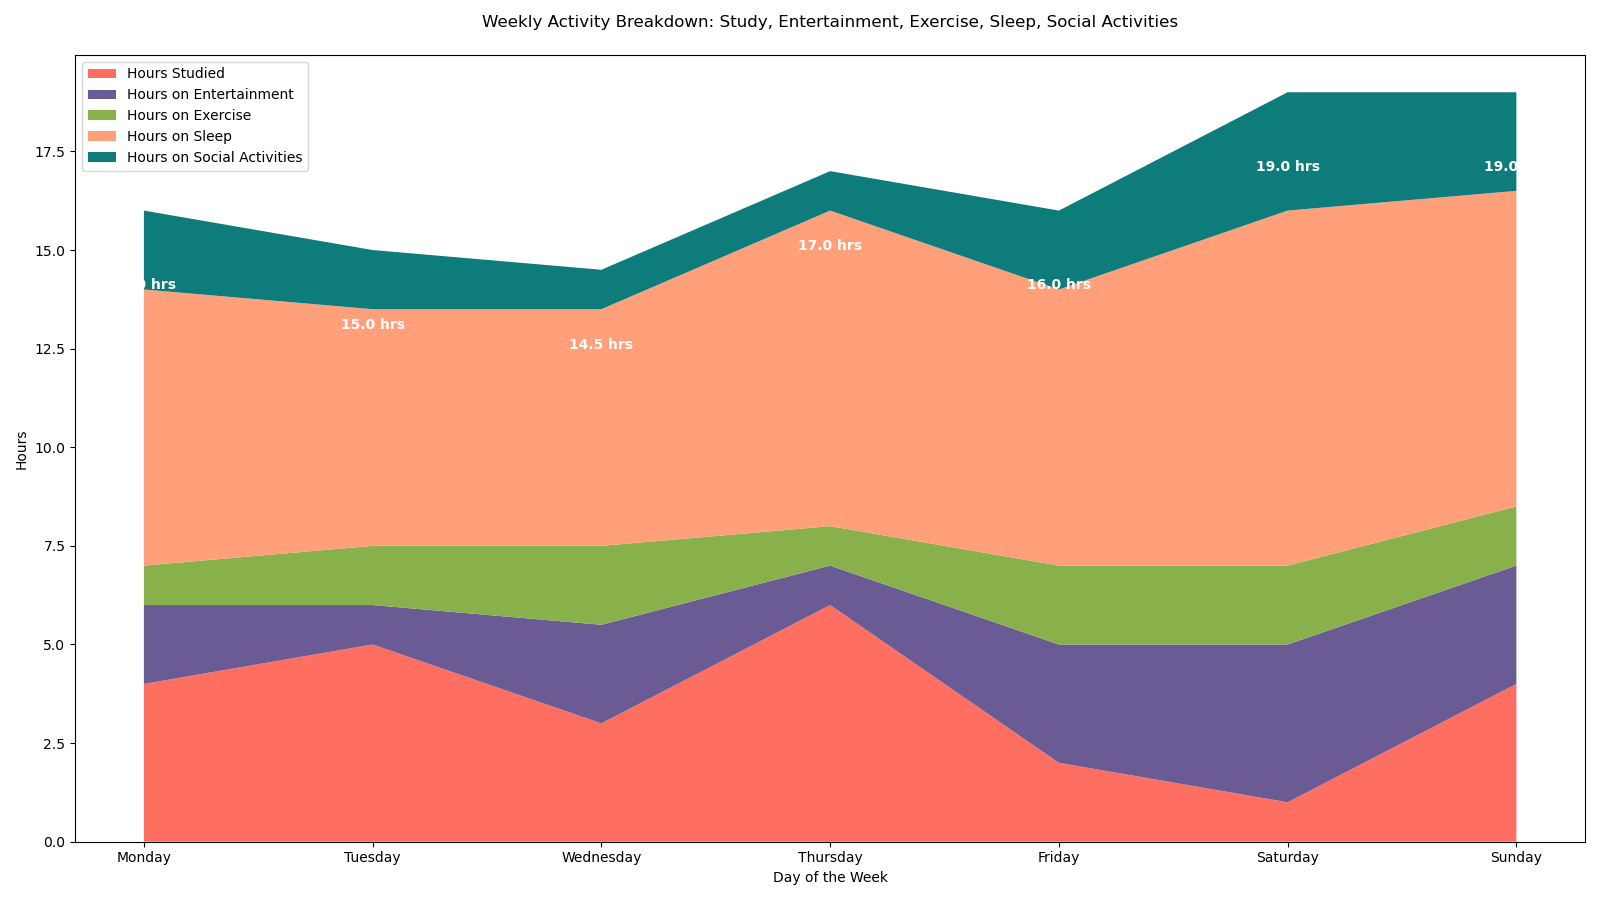 Weekly Activity Breakdown: Study, Entertainment, Exercise, Sleep, Social Activities
Hours Studied
Hours on Entertainment
Hours on Exercise
Hours on Sleep
Hours on Social Activities
17.5
15.0
12.5
10.0
7.5
5.0
2.5
0.0
Hours
hrs
15.0 hrs
14.5 hrs
17.0 hrs
16.0 hrs
19.0 hrs
19.0
Monday
Tuesday
Wednesday
Thursday
Friday
Saturday
Sunday
Day of the Week